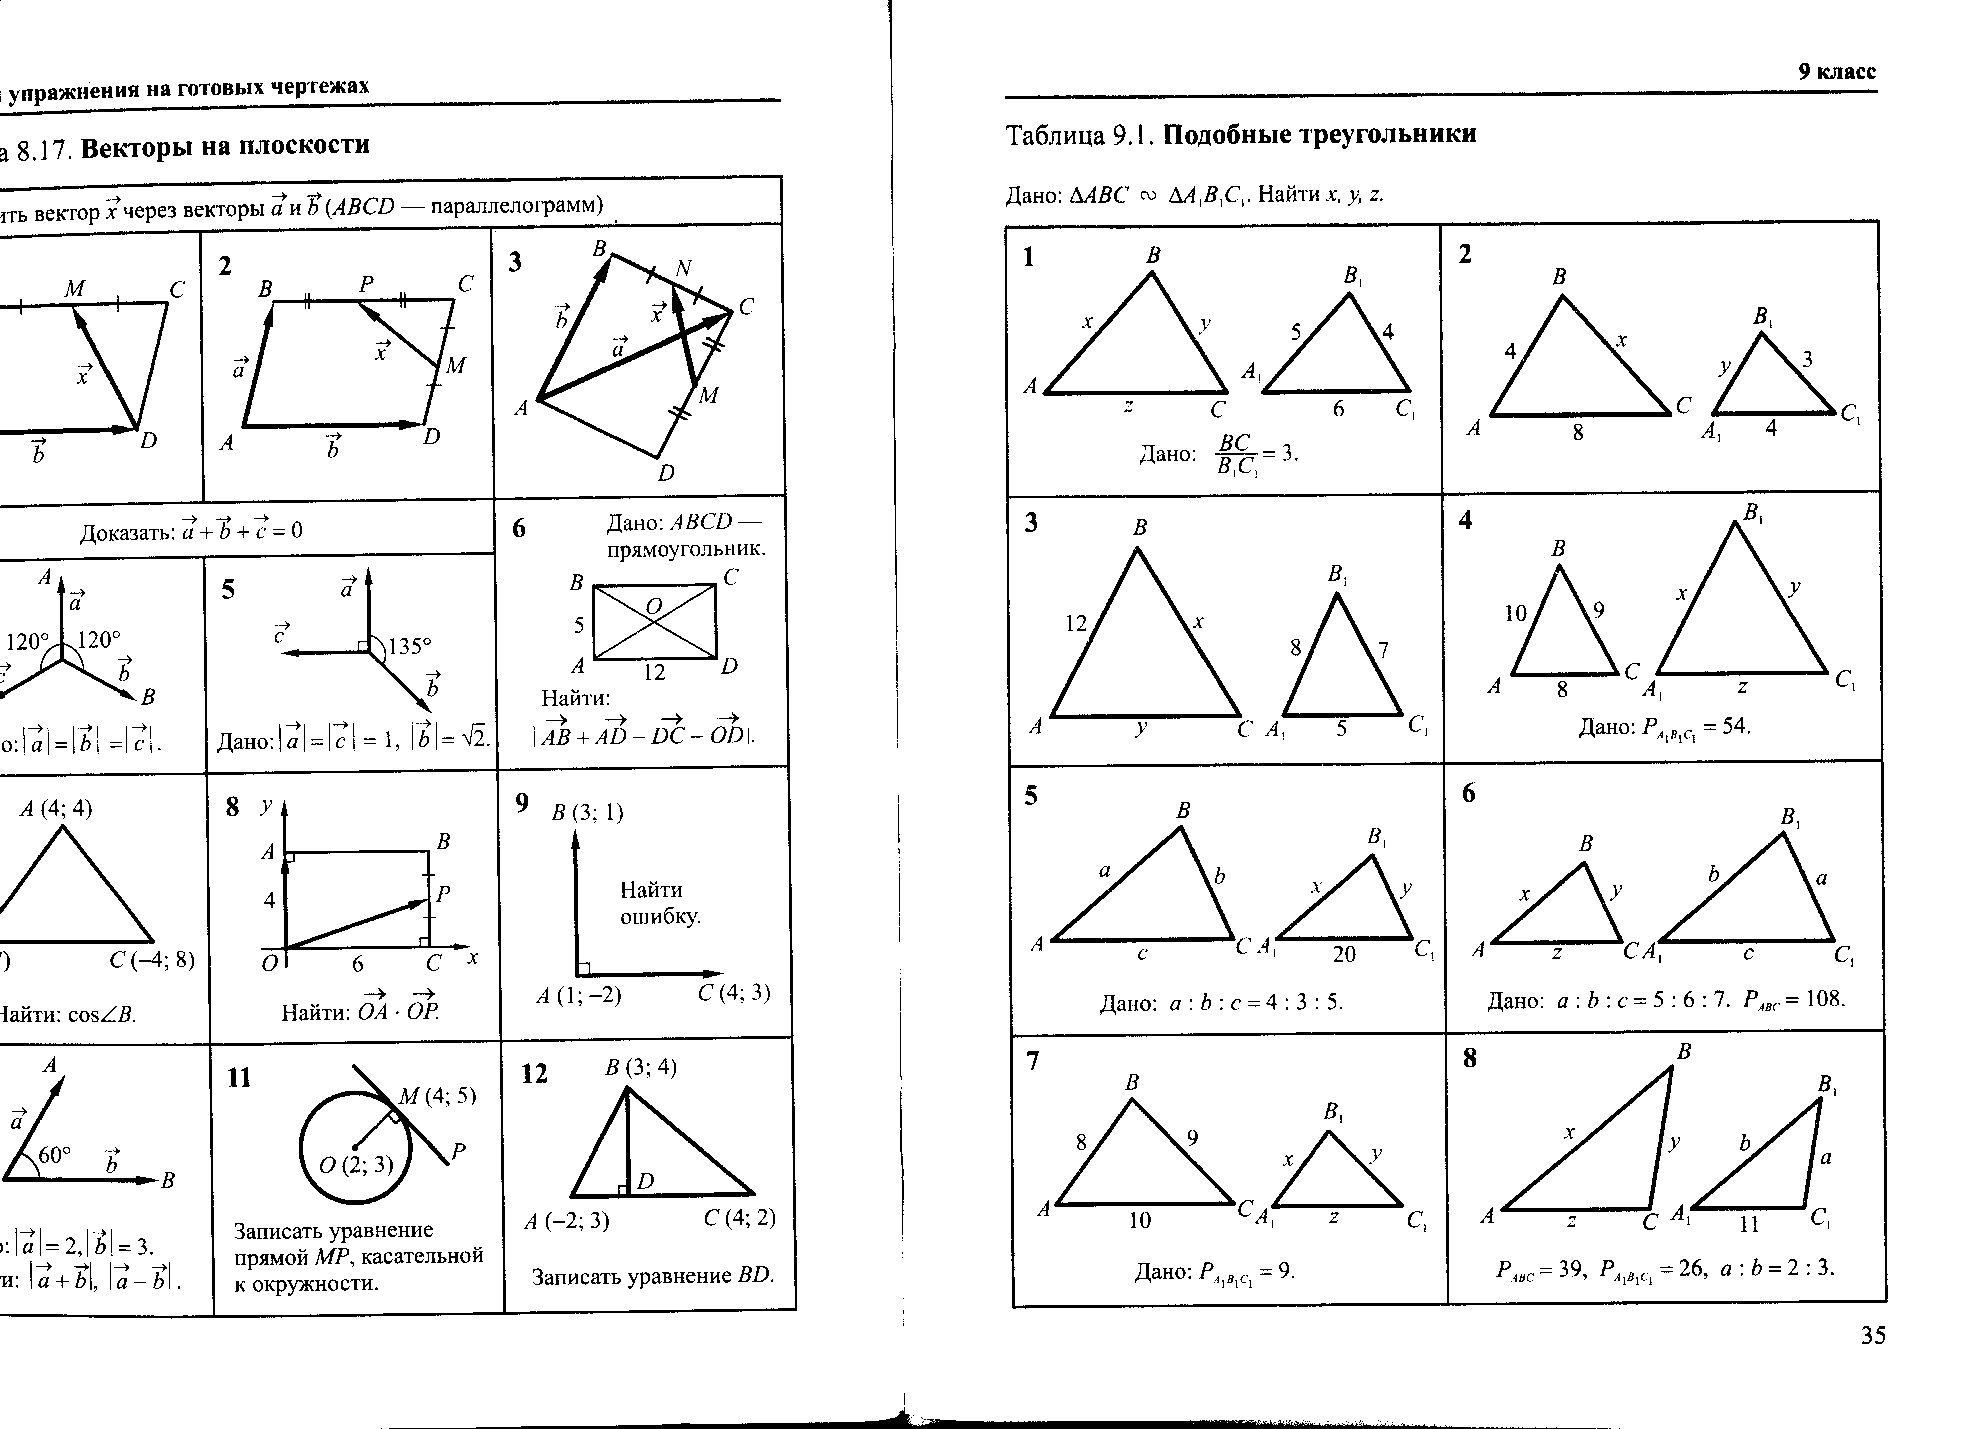 упражнения на готовых чертежах
а 8.17. Векторы на плоскости
ить вектор x⃗ через векторы a⃗ и b⃗ (ABCD — параллелограмм)
M C
x⃗
b⃗ D
2
B P C
a⃗ x⃗ M
A b⃗ D
3
B N
b⃗ x⃗ C
a⃗
A M
D
Доказать: a⃗ + b⃗ + c⃗ = 0
A
a⃗
120° 120°
b⃗
B
о: |a⃗| = |b⃗| = |c⃗|.
5
a⃗
c⃗
135°
b⃗
Дано: |a⃗| = |c⃗| = 1, |b⃗| = √2.
6
Дано: ABCD —
прямоугольник.
B C
O
5
A 12 D
Найти:
|AB⃗ + AD⃗ – DC⃗ – OD⃗|.
A (4; 4)
C (–4; 8)
Найти: cos∠B.
8
y
A B
4 P
O 6 C x
Найти: OA⃗ · OP⃗.
9
B (3; 1)
Найти
ошибку.
A (1; –2) C (4; 3)
A
a⃗
60° b⃗
B
: |a⃗| = 2, |b⃗| = 3.
ти: |a⃗ + b⃗|, |a⃗ – b⃗|.
11
M (4; 5)
O (2; 3) P
Записать уравнение
прямой MP, касательной
к окружности.
12
B (3; 4)
D
A (–2; 3) C (4; 2)
Записать уравнение BD.
9 класс
Таблица 9.1. Подобные треугольники
Дано: ΔABC ∾ ΔA₁B₁C₁. Найти x, y, z.
1
B B₁
x y 5 4
A z C A₁ 6 C₁
Дано: BC/B₁C₁ = 3.
2
B B₁
4 x y 3
A 8 C A₁ 4 C₁
3
B B₁
12 x 8 7
A y C A₁ 5 C₁
4
B B₁
10 9 x y
A 8 C A₁ z C₁
Дано: P_A₁B₁C₁ = 54.
5
B B₁
a b x y
A c C A₁ 20 C₁
Дано: a : b : c = 4 : 3 : 5.
6
B B₁
x y b a
A z C A₁ c C₁
Дано: a : b : c = 5 : 6 : 7. P_ABC = 108.
7
B B₁
8 9 x y
A 10 C A₁ z C₁
Дано: P_A₁B₁C₁ = 9.
8
B B₁
x y b a
A z C A₁ 11 C₁
P_ABC = 39, P_A₁B₁C₁ = 26, a : b = 2 : 3.
35